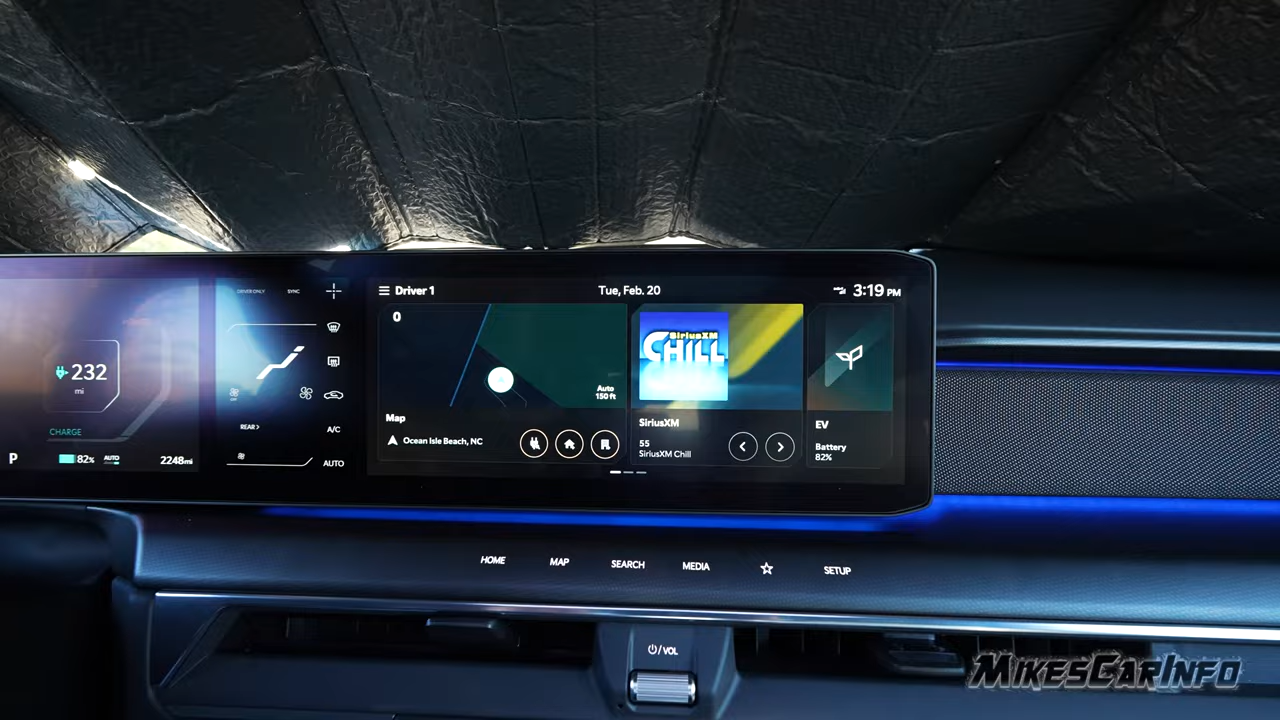 232
mi
CHARGE
P
82%
AUTO
2248mi
DRIVER ONLY
SYNC
OFF
REAR >
A/C
AUTO
Driver 1
Tue, Feb. 20
3:19 PM
0
Auto
150 ft
Map
Ocean Isle Beach, NC
SiriusXM
CHILL
SiriusXM
55
SiriusXM Chill
EV
Battery
82%
HOME
MAP
SEARCH
MEDIA
SETUP
/ VOL
MIKESCARINFO